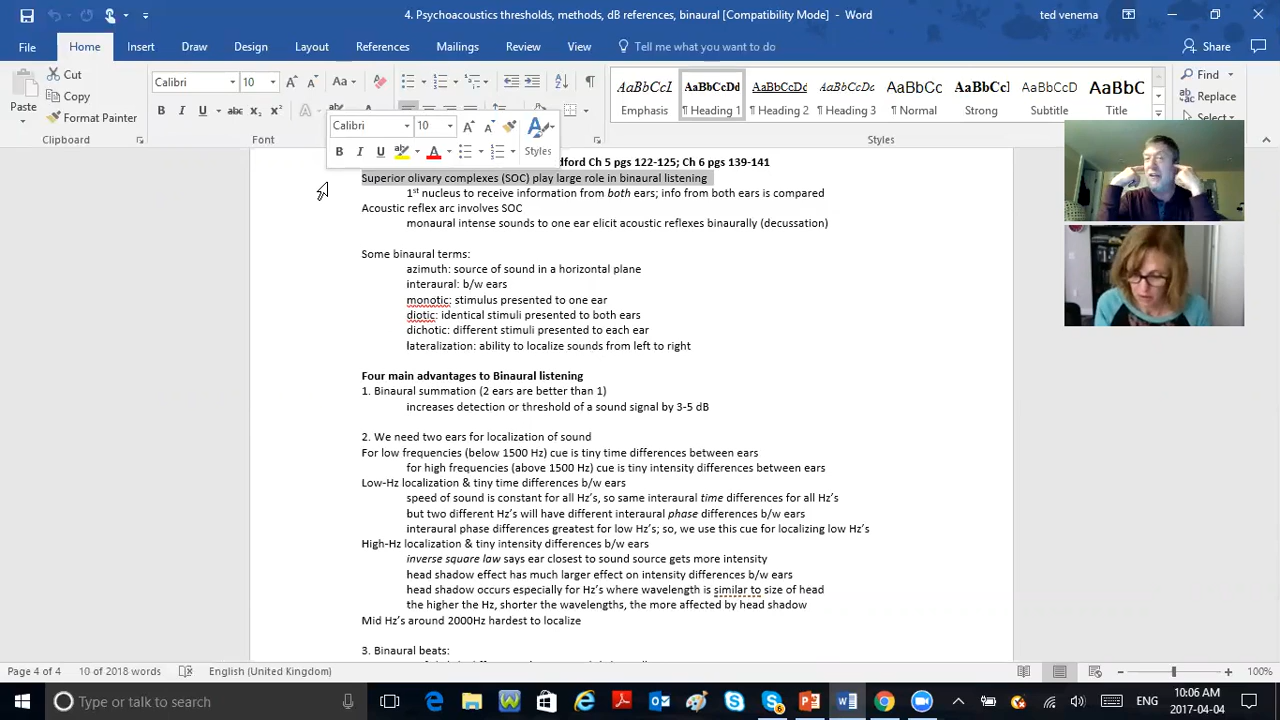 4. Psychoacoustics thresholds, methods, dB references, binaural [Compatibility Mode] - Word
ted venema
File Home Insert Draw Design Layout References Mailings Review View Tell me what you want to do
Share
Paste
Cut
Copy
Format Painter
Clipboard
Calibri 10
Font
AaBbCcL AaBbCcDd AaBbCcDd AaBbCcDd AaBbCcD AaBbCc AaBbCcD AaBbC
Emphasis ¶ Heading 1 ¶ Heading 2 ¶ Heading 3 ¶ Normal Strong Subtitle Title
Styles
Find
Replace
Select
Editing
Calibri 10
Styles
dford Ch 5 pgs 122-125; Ch 6 pgs 139-141
Superior olivary complexes (SOC) play large role in binaural listening
1st nucleus to receive information from both ears; info from both ears is compared
Acoustic reflex arc involves SOC
monaural intense sounds to one ear elicit acoustic reflexes binaurally (decussation)
Some binaural terms:
azimuth: source of sound in a horizontal plane
interaural: b/w ears
monotic: stimulus presented to one ear
diotic: identical stimuli presented to both ears
dichotic: different stimuli presented to each ear
lateralization: ability to localize sounds from left to right
Four main advantages to Binaural listening
1. Binaural summation (2 ears are better than 1)
increases detection or threshold of a sound signal by 3-5 dB
2. We need two ears for localization of sound
For low frequencies (below 1500 Hz) cue is tiny time differences between ears
for high frequencies (above 1500 Hz) cue is tiny intensity differences between ears
Low-Hz localization & tiny time differences b/w ears
speed of sound is constant for all Hz's, so same interaural time differences for all Hz's
but two different Hz's will have different interaural phase differences b/w ears
interaural phase differences greatest for low Hz's; so, we use this cue for localizing low Hz's
High-Hz localization & tiny intensity differences b/w ears
inverse square law says ear closest to sound source gets more intensity
head shadow effect has much larger effect on intensity differences b/w ears
head shadow occurs especially for Hz's where wavelength is similar to size of head
the higher the Hz, shorter the wavelengths, the more affected by head shadow
Mid Hz's around 2000Hz hardest to localize
3. Binaural beats:
Page 4 of 4 10 of 2018 words English (United Kingdom) 100%
Type or talk to search
ENG
10:06 AM
2017-04-04